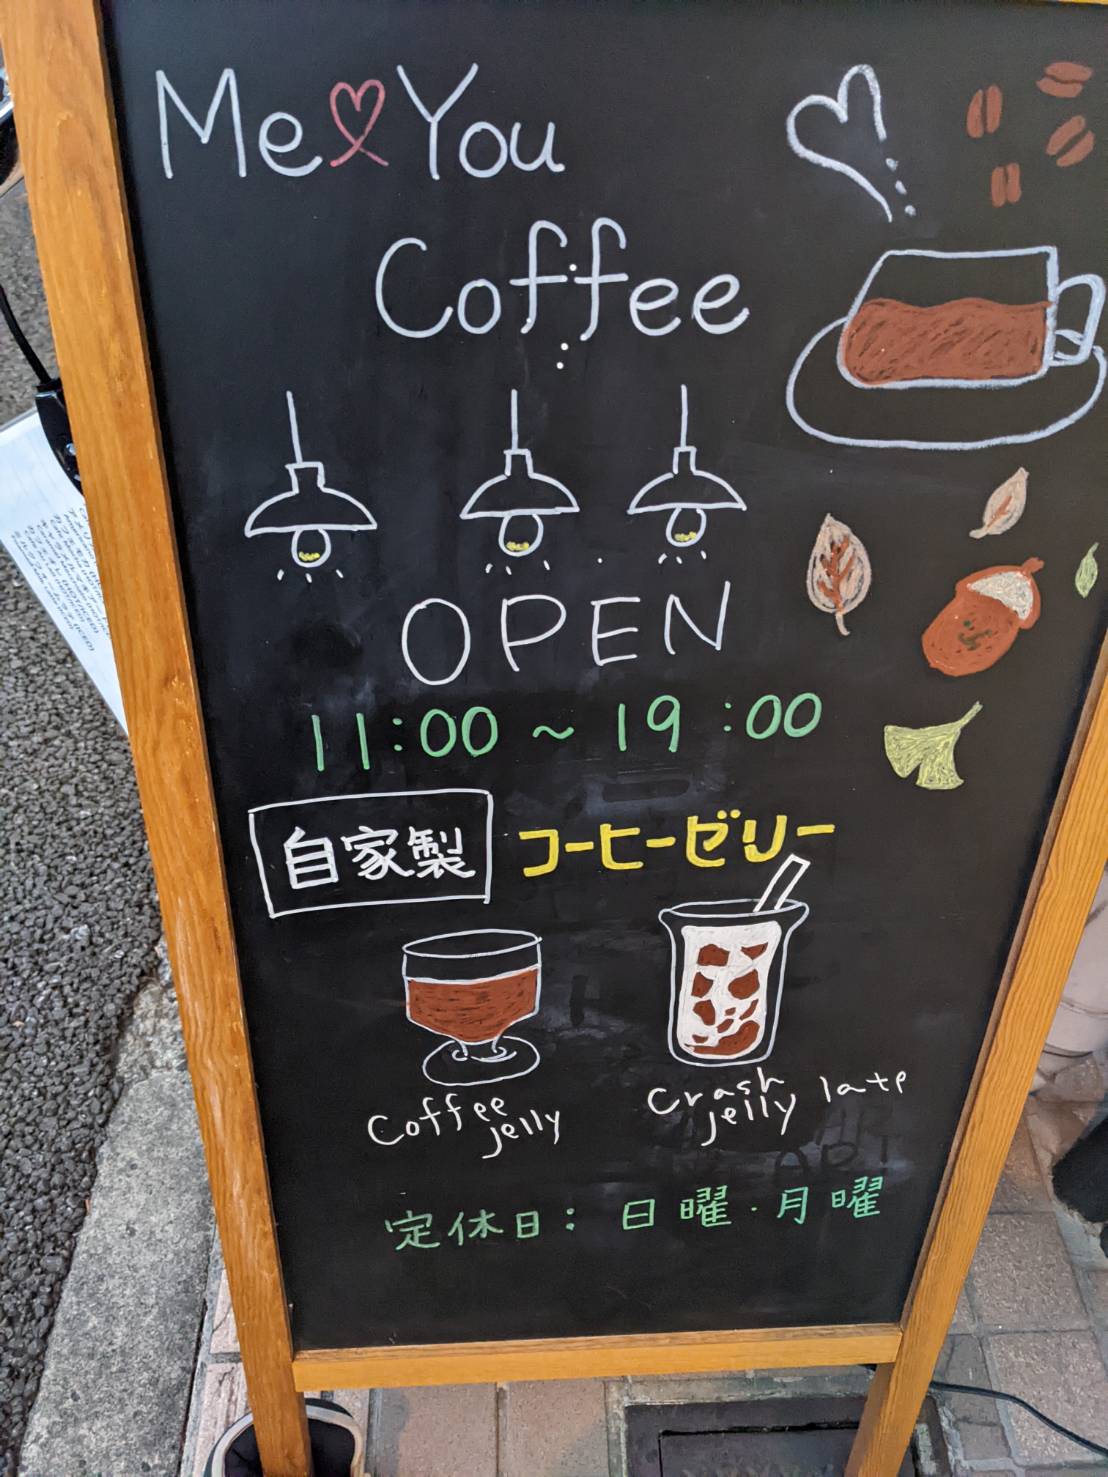 Me You
Coffee
OPEN
11:00 ~ 19:00
自家製 コーヒーゼリー
Coffee jelly
Crash jelly late
定休日: 日曜・月曜